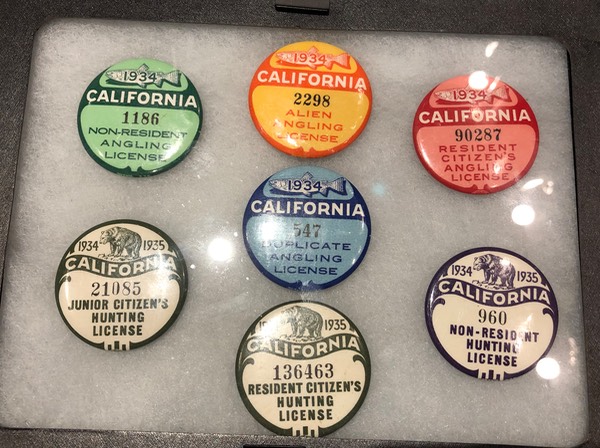 1934
CALIFORNIA
1186
NON-RESIDENT
ANGLING
LICENSE
1934
CALIFORNIA
2298
ALIEN
ANGLING
LICENSE
1934
CALIFORNIA
90287
RESIDENT
CITIZEN'S
ANGLING
LICENSE
1934
CALIFORNIA
547
DUPLICATE
ANGLING
LICENSE
1934 1935
CALIFORNIA
21085
JUNIOR CITIZEN'S
HUNTING
LICENSE
1935
CALIFORNIA
136463
RESIDENT CITIZEN'S
HUNTING
LICENSE
1934 1935
CALIFORNIA
960
NON-RESIDENT
HUNTING
LICENSE